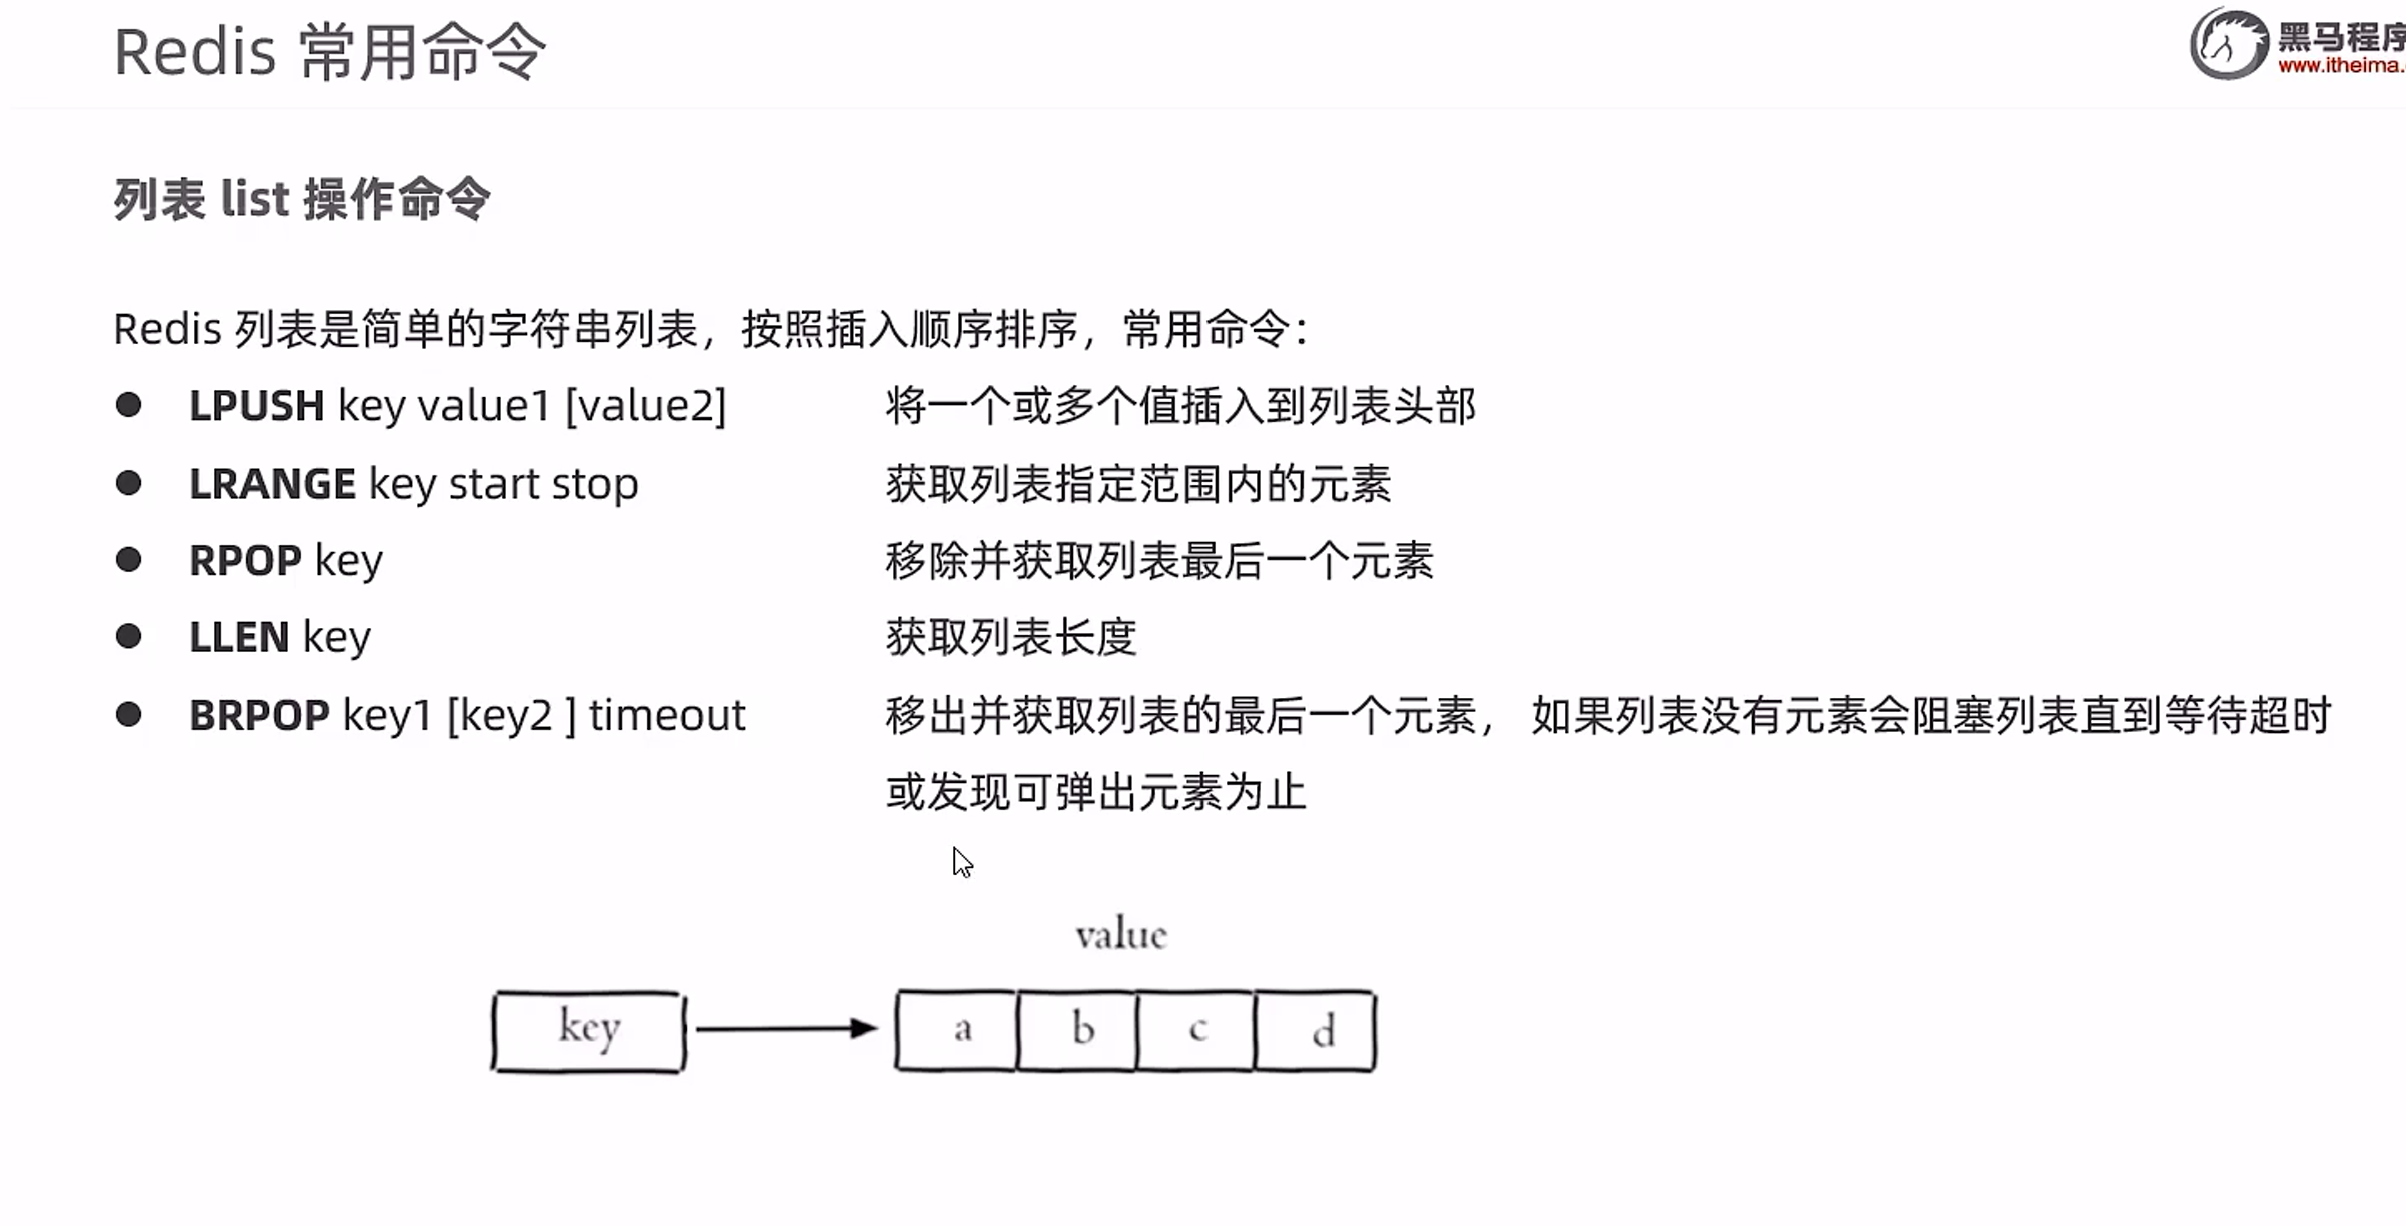 Redis 常用命令
黑马程序
www.itheima.
列表 list 操作命令
Redis 列表是简单的字符串列表，按照插入顺序排序，常用命令：
● LPUSH key value1 [value2] 将一个或多个值插入到列表头部
● LRANGE key start stop 获取列表指定范围内的元素
● RPOP key 移除并获取列表最后一个元素
● LLEN key 获取列表长度
● BRPOP key1 [key2 ] timeout 移出并获取列表的最后一个元素， 如果列表没有元素会阻塞列表直到等待超时
或发现可弹出元素为止
value
key a b c d